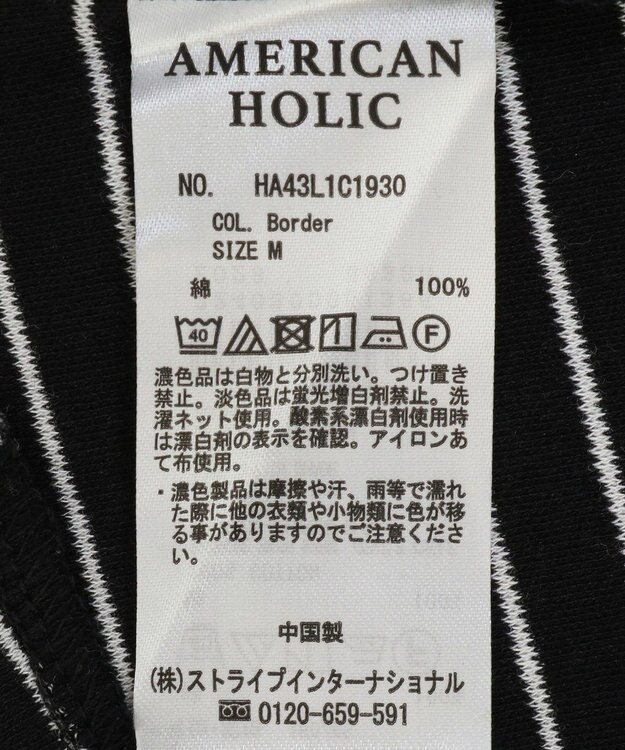 AMERICAN
HOLIC
NO. HA43L1C1930
COL. Border
SIZE M
綿 100%
40 F
濃色品は白物と分別洗い。つけ置き
禁止。淡色品は蛍光増白剤禁止。洗
濯ネット使用。酸素系漂白剤使用時
は漂白剤の表示を確認。アイロンあ
て布使用。
・濃色製品は摩擦や汗、雨等で濡れ
た際に他の衣類や小物類に色が移
る事がありますのでご注意くださ
い。
中国製
(株)ストライプインターナショナル
0120-659-591